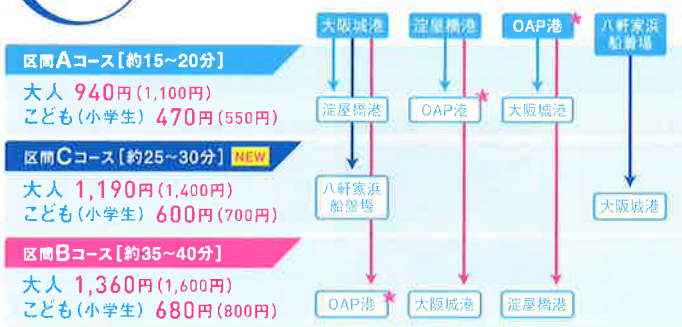 大阪城港 淀屋橋港 OAP港★ 八軒家浜
船着場
区間Aコース[約15~20分]
大人 940円(1,100円)
こども(小学生) 470円(550円)
淀屋橋港 OAP港★ 大阪城港
区間Cコース[約25~30分] NEW
大人 1,190円(1,400円)
こども(小学生) 600円(700円)
八軒家浜
船着場
大阪城港
区間Bコース[約35~40分]
大人 1,360円(1,600円)
こども(小学生) 680円(800円)
OAP港★ 大阪城港 淀屋橋港